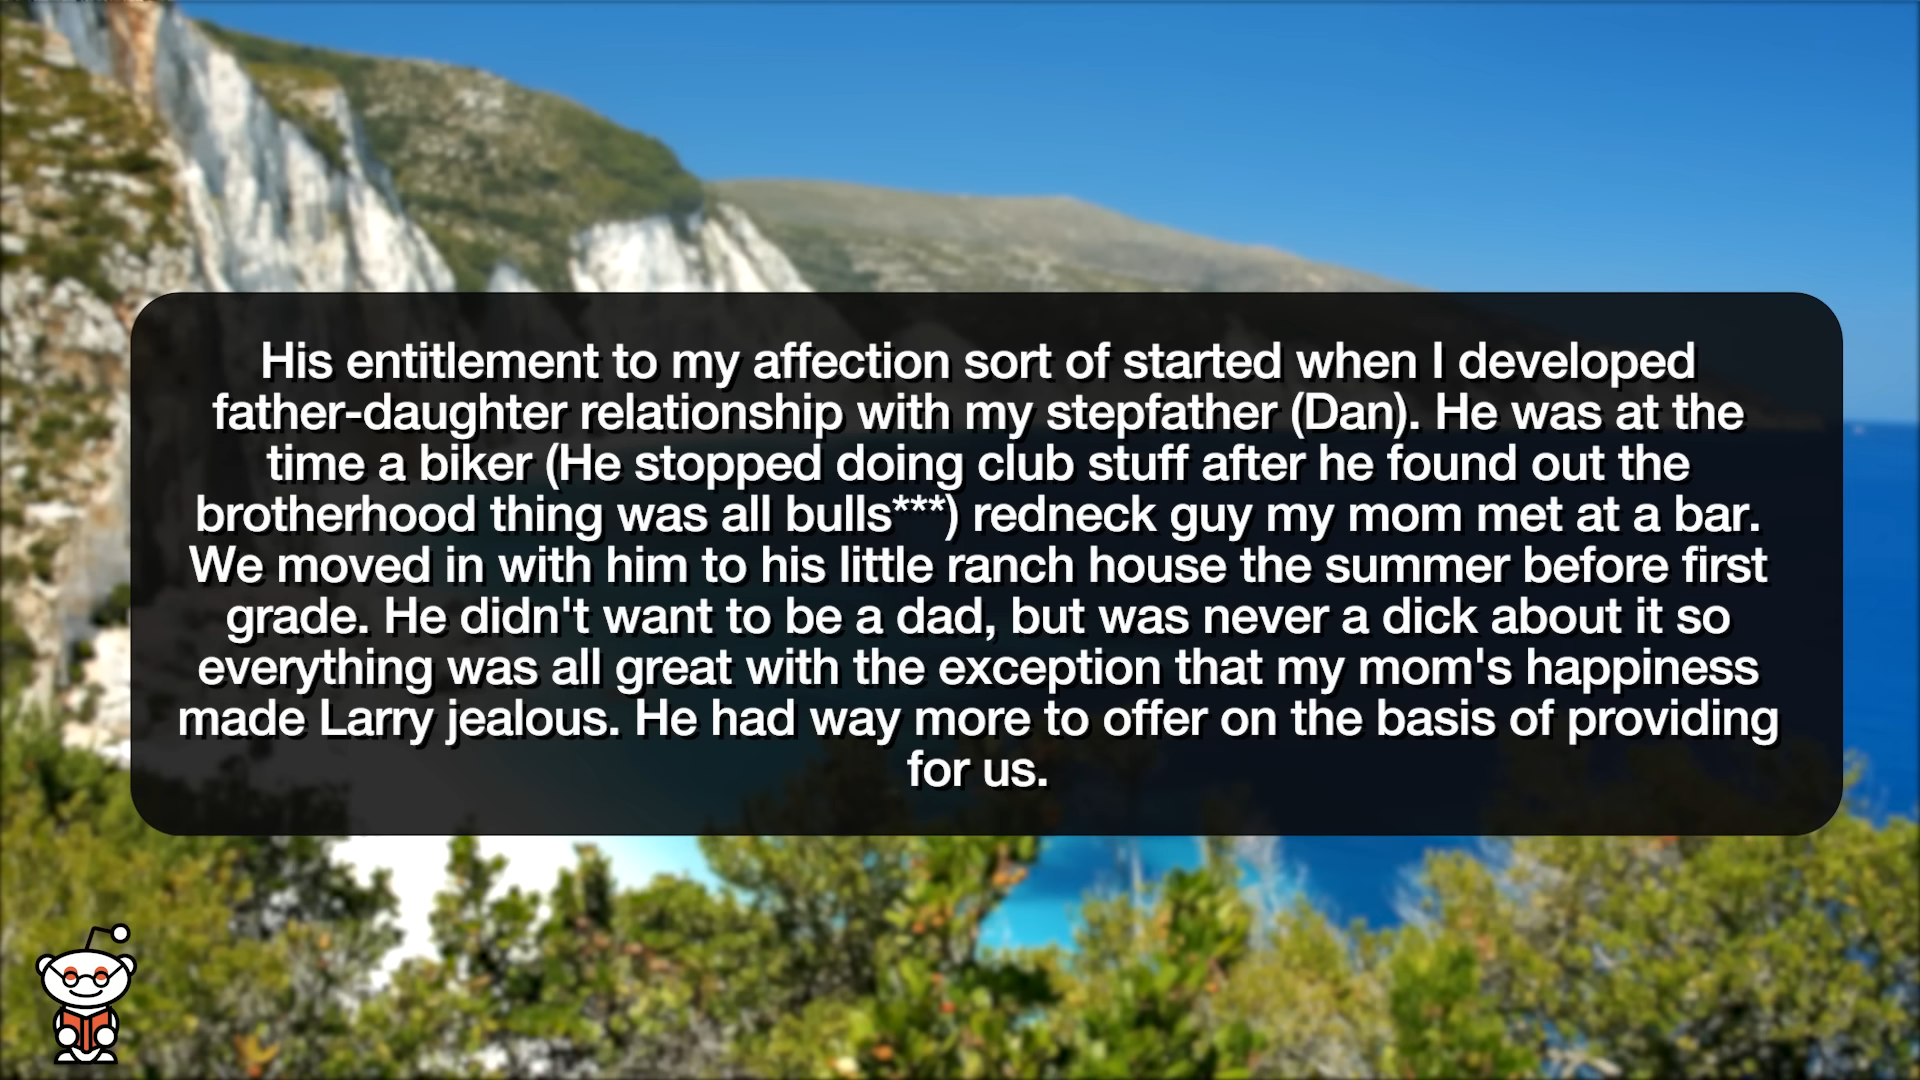 His entitlement to my affection sort of started when I developed
father-daughter relationship with my stepfather (Dan). He was at the
time a biker (He stopped doing club stuff after he found out the
brotherhood thing was all bulls***) redneck guy my mom met at a bar.
We moved in with him to his little ranch house the summer before first
grade. He didn't want to be a dad, but was never a dick about it so
everything was all great with the exception that my mom's happiness
made Larry jealous. He had way more to offer on the basis of providing
for us.